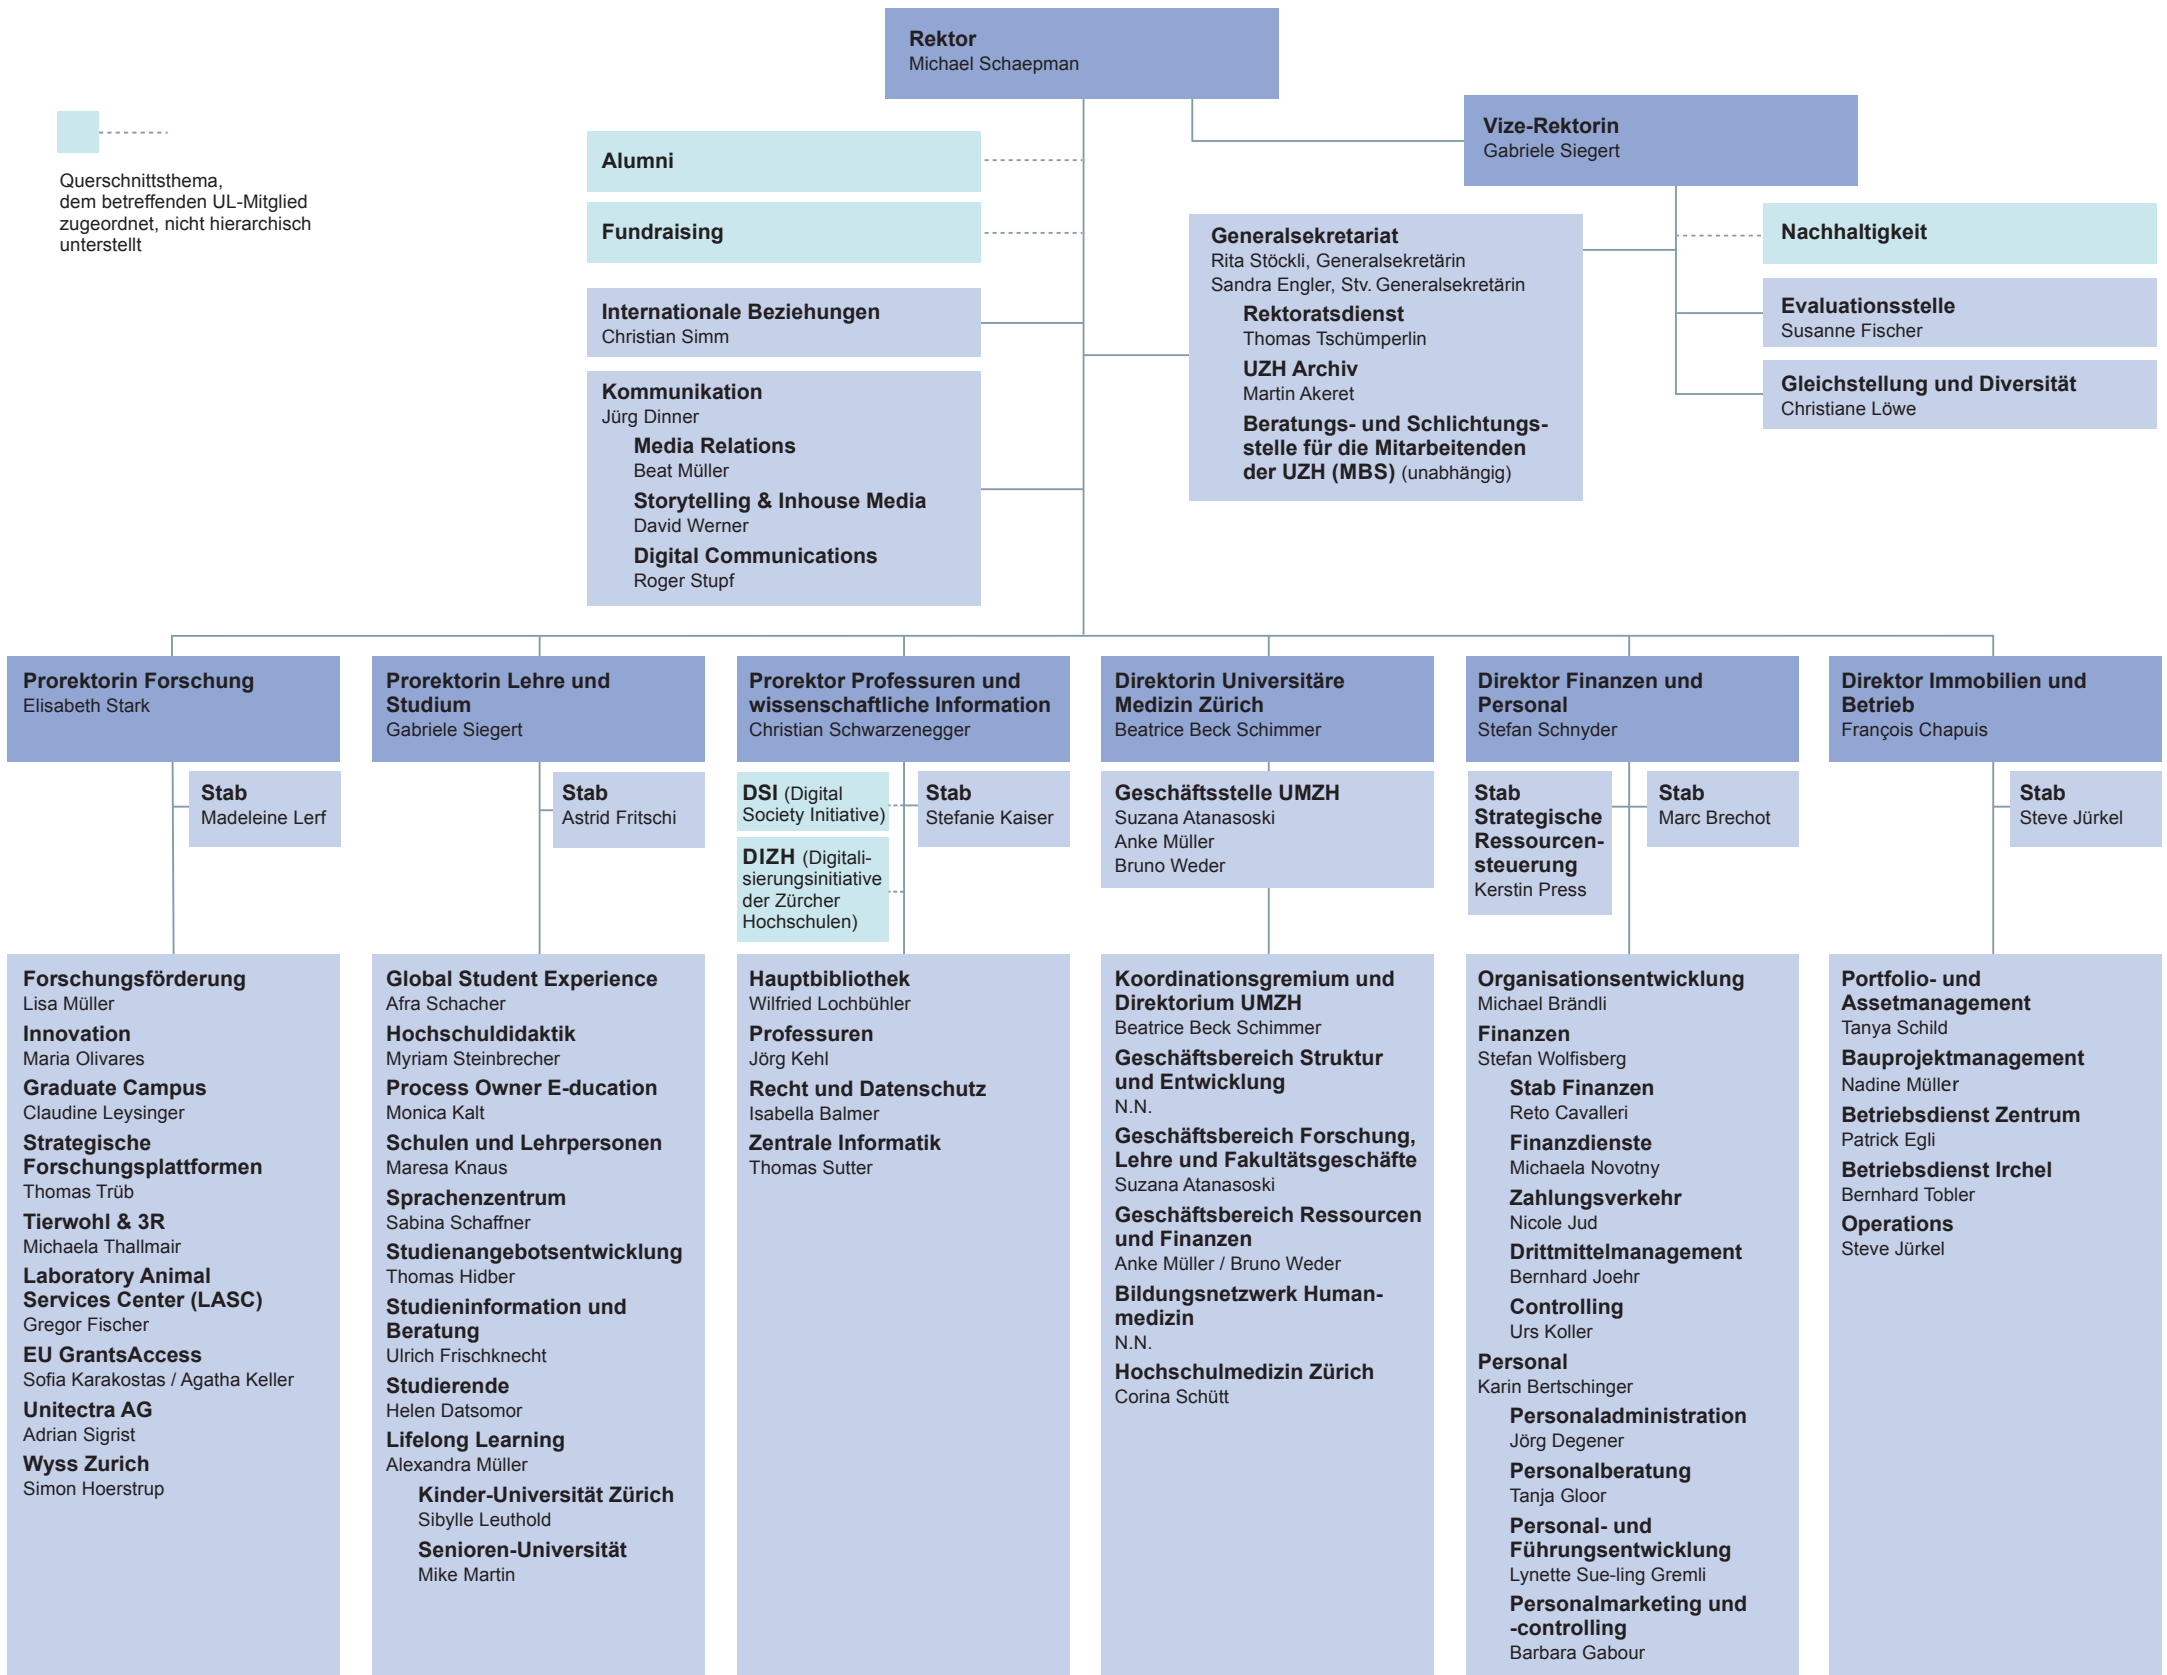 Rektor
Michael Schaepman
Vize-Rektorin
Gabriele Siegert
Querschnittsthema,
dem betreffenden UL-Mitglied
zugeordnet, nicht hierarchisch
unterstellt
Alumni
Fundraising
Internationale Beziehungen
Christian Simm
Kommunikation
Jürg Dinner
Media Relations
Beat Müller
Storytelling & Inhouse Media
David Werner
Digital Communications
Roger Stupf
Generalsekretariat
Rita Stöckli, Generalsekretärin
Sandra Engler, Stv. Generalsekretärin
Rektoratsdienst
Thomas Tschümperlin
UZH Archiv
Martin Akeret
Beratungs- und Schlichtungs-
stelle für die Mitarbeitenden
der UZH (MBS) (unabhängig)
Nachhaltigkeit
Evaluationsstelle
Susanne Fischer
Gleichstellung und Diversität
Christiane Löwe
Prorektorin Forschung
Elisabeth Stark
Stab
Madeleine Lerf
Forschungsförderung
Lisa Müller
Innovation
Maria Olivares
Graduate Campus
Claudine Leysinger
Strategische
Forschungsplattformen
Thomas Trüb
Tierwohl & 3R
Michaela Thallmair
Laboratory Animal
Services Center (LASC)
Gregor Fischer
EU GrantsAccess
Sofia Karakostas / Agatha Keller
Unitectra AG
Adrian Sigrist
Wyss Zurich
Simon Hoerstrup
Prorektorin Lehre und
Studium
Gabriele Siegert
Stab
Astrid Fritschi
Global Student Experience
Afra Schacher
Hochschuldidaktik
Myriam Steinbrecher
Process Owner E-ducation
Monica Kalt
Schulen und Lehrpersonen
Maresa Knaus
Sprachenzentrum
Sabina Schaffner
Studienangebotsentwicklung
Thomas Hidber
Studieninformation und
Beratung
Ulrich Frischknecht
Studierende
Helen Datsomor
Lifelong Learning
Alexandra Müller
Kinder-Universität Zürich
Sibylle Leuthold
Senioren-Universität
Mike Martin
Prorektor Professuren und
wissenschaftliche Information
Christian Schwarzenegger
DSI (Digital
Society Initiative)
DIZH (Digitali-
sierungsinitiative
der Zürcher
Hochschulen)
Stab
Stefanie Kaiser
Hauptbibliothek
Wilfried Lochbühler
Professuren
Jörg Kehl
Recht und Datenschutz
Isabella Balmer
Zentrale Informatik
Thomas Sutter
Direktorin Universitäre
Medizin Zürich
Beatrice Beck Schimmer
Geschäftsstelle UMZH
Suzana Atanasoski
Anke Müller
Bruno Weder
Koordinationsgremium und
Direktorium UMZH
Beatrice Beck Schimmer
Geschäftsbereich Struktur
und Entwicklung
N.N.
Geschäftsbereich Forschung,
Lehre und Fakultätsgeschäfte
Suzana Atanasoski
Geschäftsbereich Ressourcen
und Finanzen
Anke Müller / Bruno Weder
Bildungsnetzwerk Human-
medizin
N.N.
Hochschulmedizin Zürich
Corina Schütt
Direktor Finanzen und
Personal
Stefan Schnyder
Stab
Strategische
Ressourcen-
steuerung
Kerstin Press
Stab
Marc Brechot
Organisationsentwicklung
Michael Brändli
Finanzen
Stefan Wolfisberg
Stab Finanzen
Reto Cavalleri
Finanzdienste
Michaela Novotny
Zahlungsverkehr
Nicole Jud
Drittmittelmanagement
Bernhard Joehr
Controlling
Urs Koller
Personal
Karin Bertschinger
Personaladministration
Jörg Degener
Personalberatung
Tanja Gloor
Personal- und
Führungsentwicklung
Lynette Sue-ling Gremli
Personalmarketing und
-controlling
Barbara Gabour
Direktor Immobilien und
Betrieb
François Chapuis
Stab
Steve Jürkel
Portfolio- und
Assetmanagement
Tanya Schild
Bauprojektmanagement
Nadine Müller
Betriebsdienst Zentrum
Patrick Egli
Betriebsdienst Irchel
Bernhard Tobler
Operations
Steve Jürkel